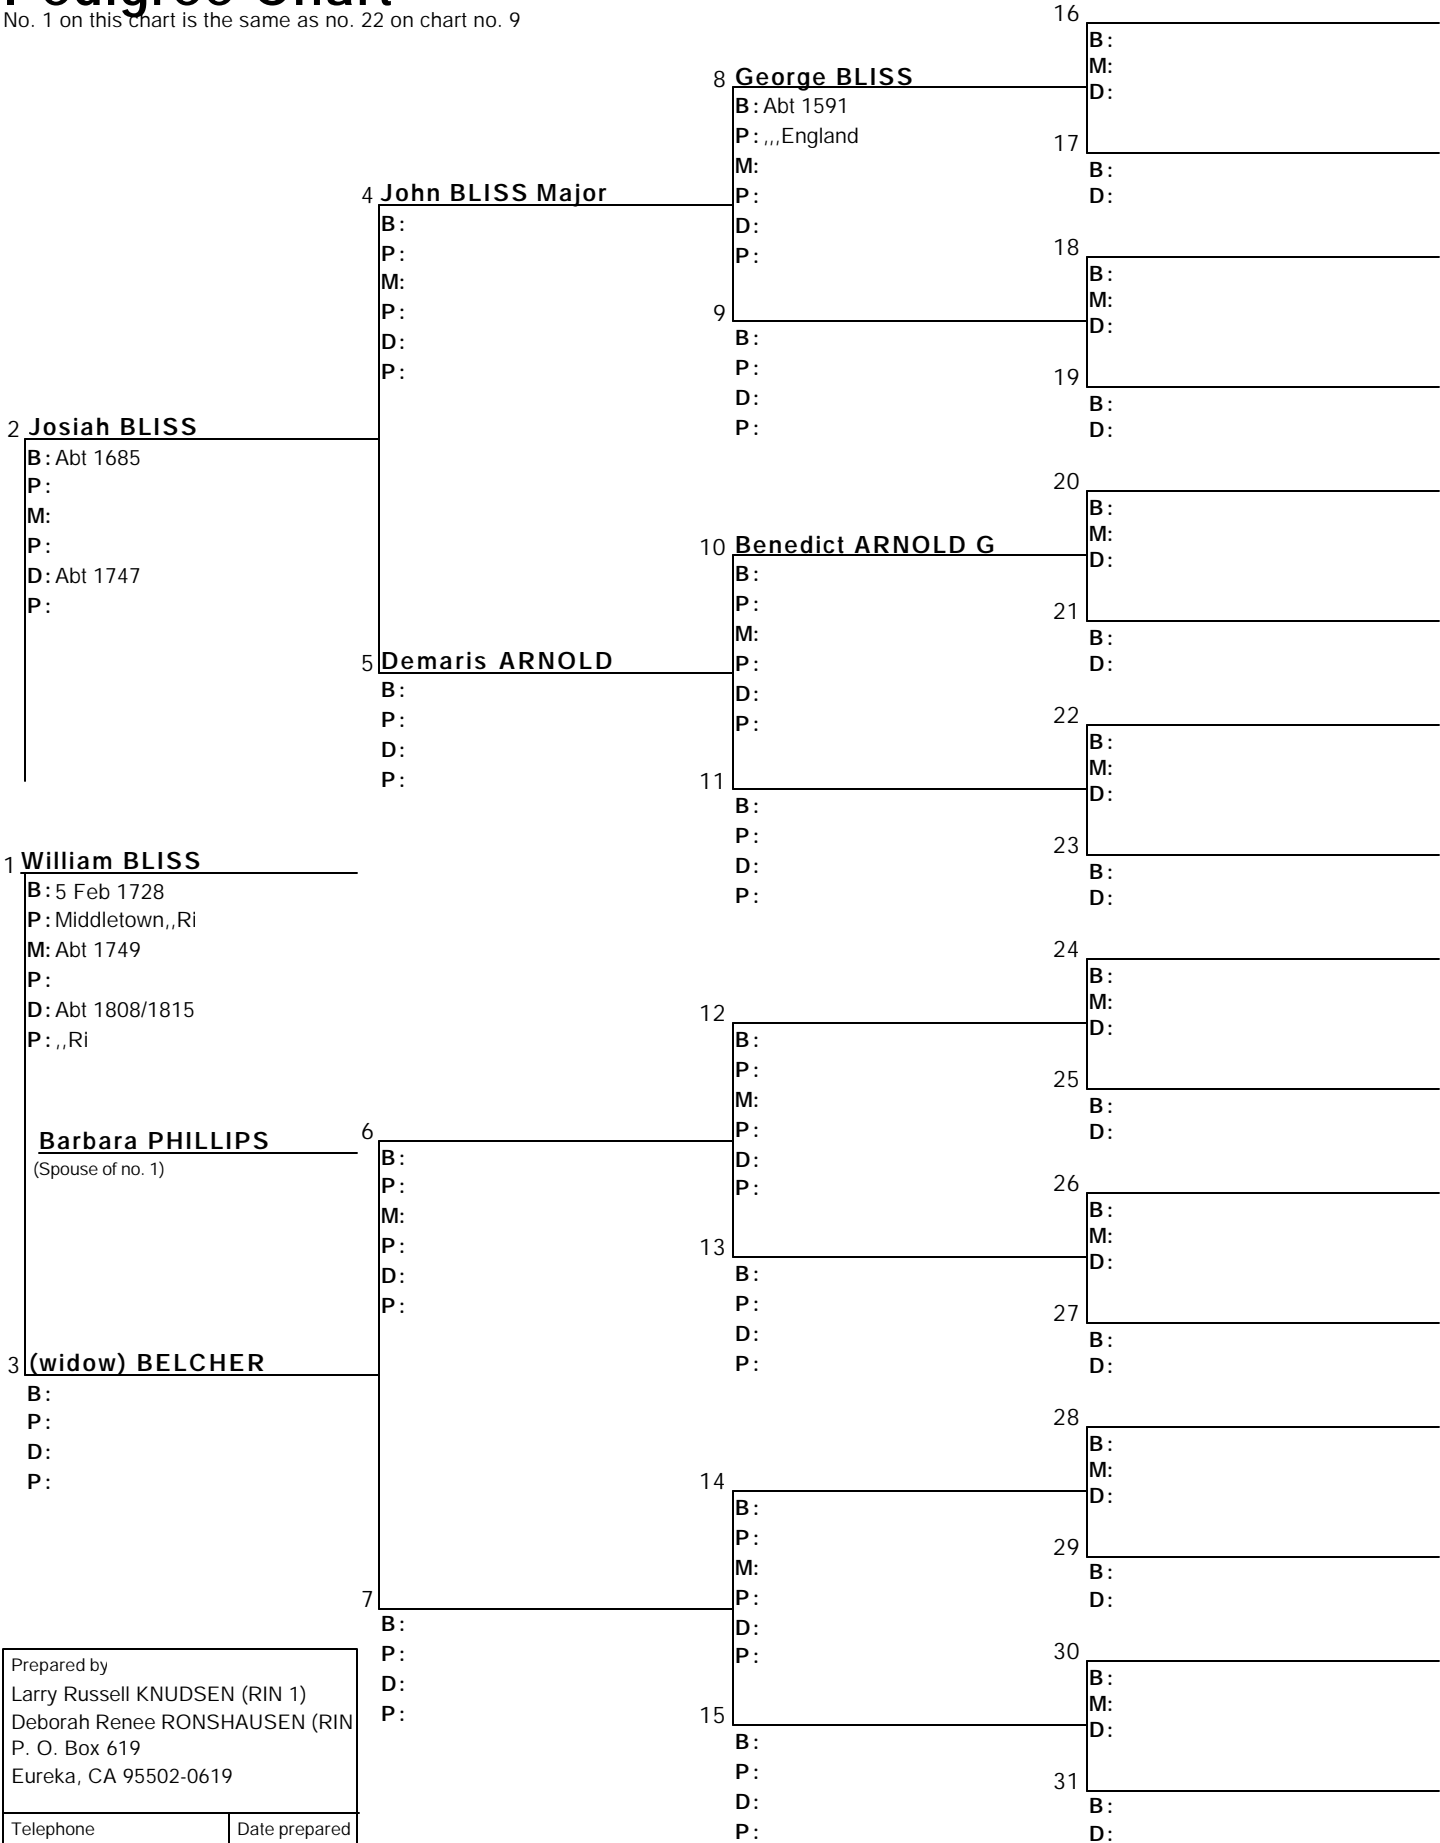 Pedigree Chart
No. 1 on this chart is the same as no. 22 on chart no. 9
2 Josiah BLISS
B: Abt 1685
P:
M:
P:
D: Abt 1747
P:
1 William BLISS
B: 5 Feb 1728
P: Middletown,,Ri
M: Abt 1749
P:
D: Abt 1808/1815
P: ,,Ri
Barbara PHILLIPS
(Spouse of no. 1)
3 (widow) BELCHER
B:
P:
D:
P:
4 John BLISS Major
B:
P:
M:
P:
D:
P:
5 Demaris ARNOLD
B:
P:
D:
P:
6
B:
P:
M:
P:
D:
P:
7
B:
P:
D:
P:
8 George BLISS
B: Abt 1591
P: ,,,England
M:
P:
D:
P:
9
B:
P:
D:
P:
10 Benedict ARNOLD G
B:
P:
M:
P:
D:
P:
11
B:
P:
D:
P:
12
B:
P:
M:
P:
D:
P:
13
B:
P:
D:
P:
14
B:
P:
M:
P:
D:
P:
15
B:
P:
D:
P:
16
B:
M:
D:
17
B:
D:
18
B:
M:
D:
19
B:
D:
20
B:
M:
D:
21
B:
D:
22
B:
M:
D:
23
B:
D:
24
B:
M:
D:
25
B:
D:
26
B:
M:
D:
27
B:
D:
28
B:
M:
D:
29
B:
D:
30
B:
M:
D:
31
B:
D:
Prepared by
Larry Russell KNUDSEN (RIN 1)
Deborah Renee RONSHAUSEN (RIN
P. O. Box 619
Eureka, CA 95502-0619
Telephone
Date prepared